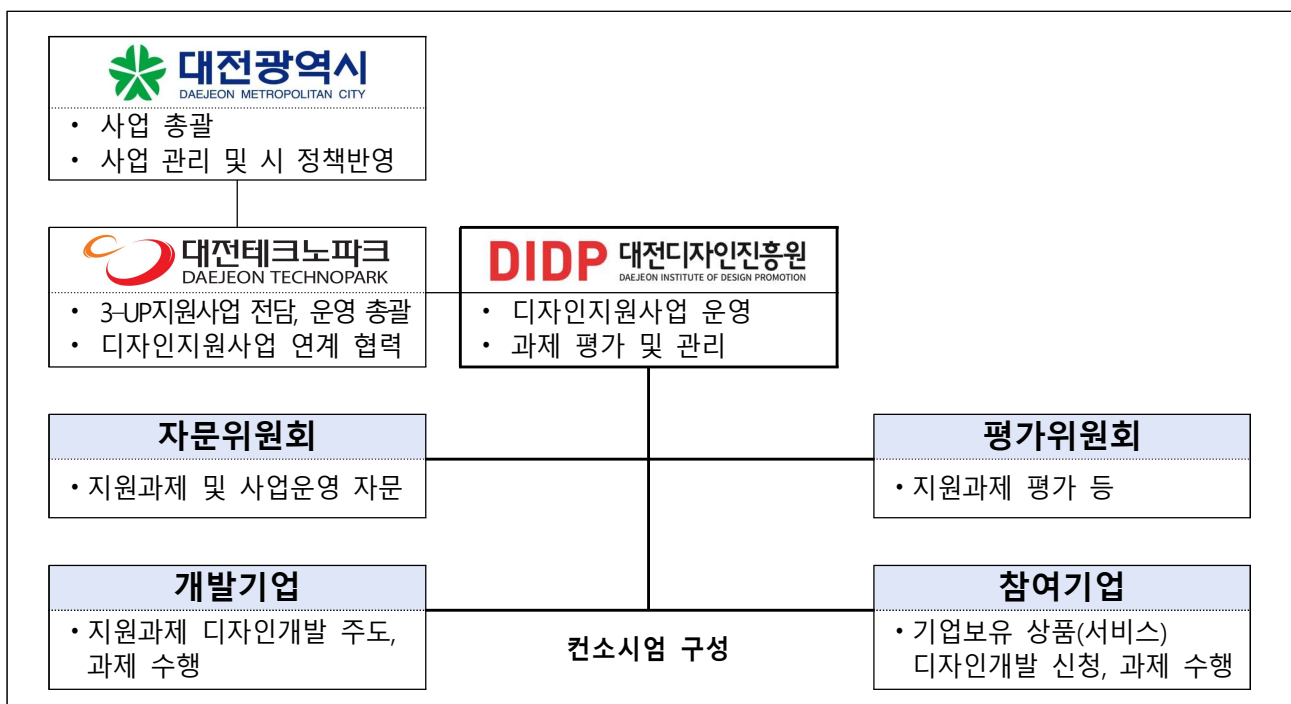 대전광역시
DAEJEON METROPOLITAN CITY
• 사업 총괄
• 사업 관리 및 시 정책반영
대전테크노파크
DAEJEON TECHNOPARK
• 3-UP지원사업 전담, 운영 총괄
• 디자인지원사업 연계 협력
DIDP 대전디자인진흥원
DAEJEON INSTITUTE OF DESIGN PROMOTION
• 디자인지원사업 운영
• 과제 평가 및 관리
자문위원회
• 지원과제 및 사업운영 자문
평가위원회
• 지원과제 평가 등
개발기업
• 지원과제 디자인개발 주도,
과제 수행
컨소시엄 구성
참여기업
• 기업보유 상품(서비스)
디자인개발 신청, 과제 수행